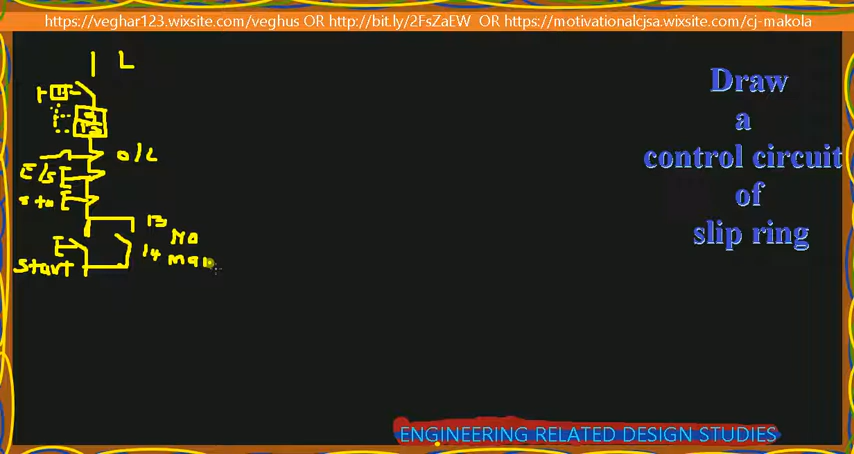 https://veghar123.wixsite.com/veghus OR http://bit.ly/2FsZaEW OR https://motivationalcjsa.wixsite.com/cj-makola
L
Draw
a
control circuit
of
slip ring
O/L
E/s
13
NO
14
Start
ENGINEERING RELATED DESIGN STUDIES